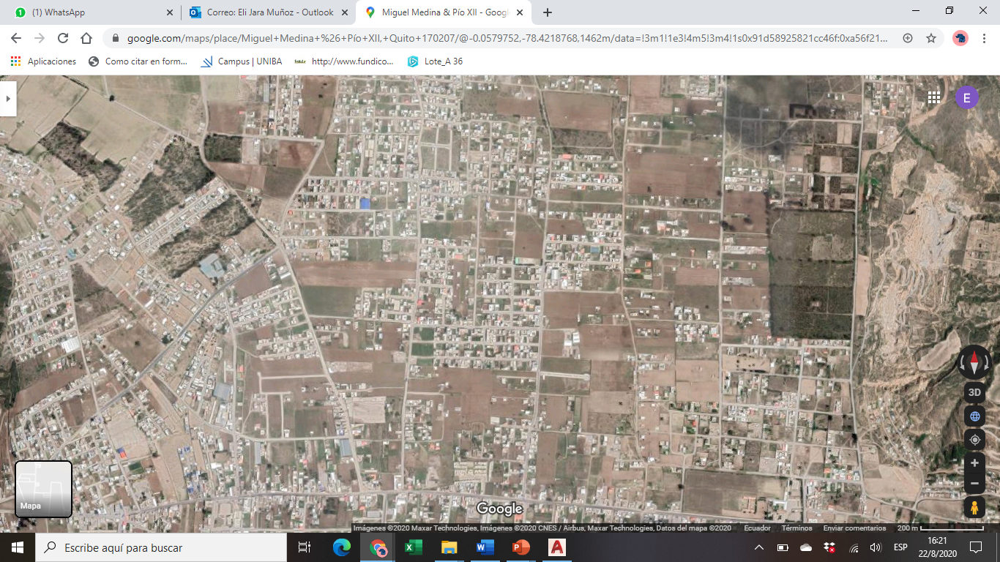 (1) WhatsApp
Correo: Eli Jara Muñoz - Outlook
Miguel Medina & Pío XII - Googl
google.com/maps/place/Miguel+Medina+%26+Pío+XII,+Quito+170207/@-0.0579752,-78.4218768,1462m/data=!3m1!1e3!4m5!3m4!1s0x91d58925821cc46f:0xa56f21...
Aplicaciones
Como citar en form...
Campus | UNIBA
http://www.fundico...
Lote_A 36
E
3D
Mapa
Google
Imágenes ©2020 Maxar Technologies, Imágenes ©2020 CNES / Airbus, Maxar Technologies, Datos del mapa ©2020 Ecuador Términos Enviar comentarios 200 m
Escribe aquí para buscar
ESP
16:21
22/8/2020